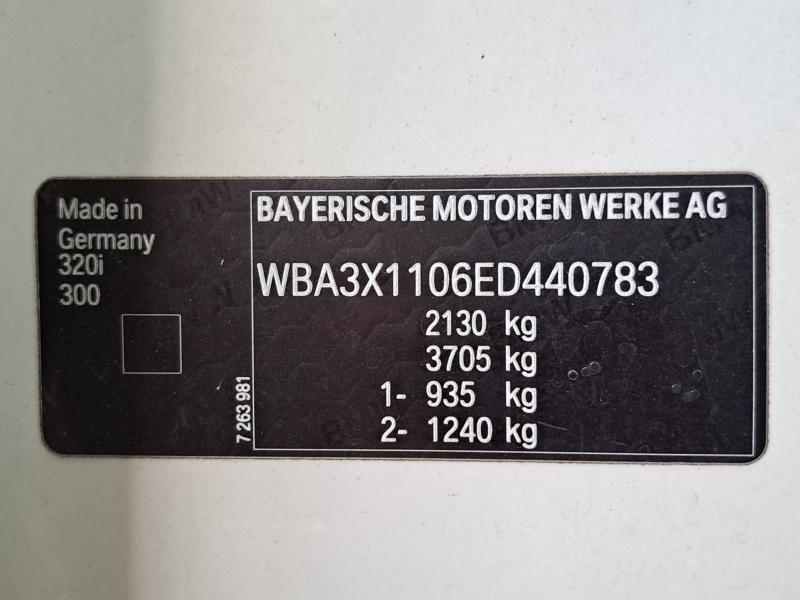 Made in
Germany
320i
300
7 263 981
BAYERISCHE MOTOREN WERKE AG
WBA3X1106ED440783
2130 kg
3705 kg
1- 935 kg
2- 1240 kg